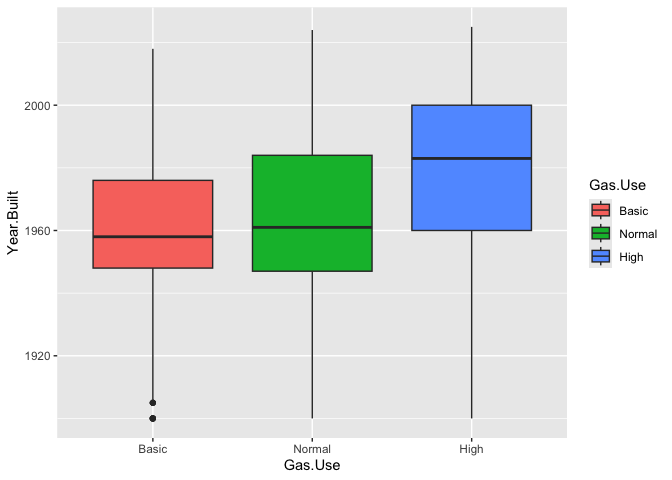 Year.Built
2000
1960
1920
Basic
Normal
High
Gas.Use
Gas.Use
Basic
Normal
High